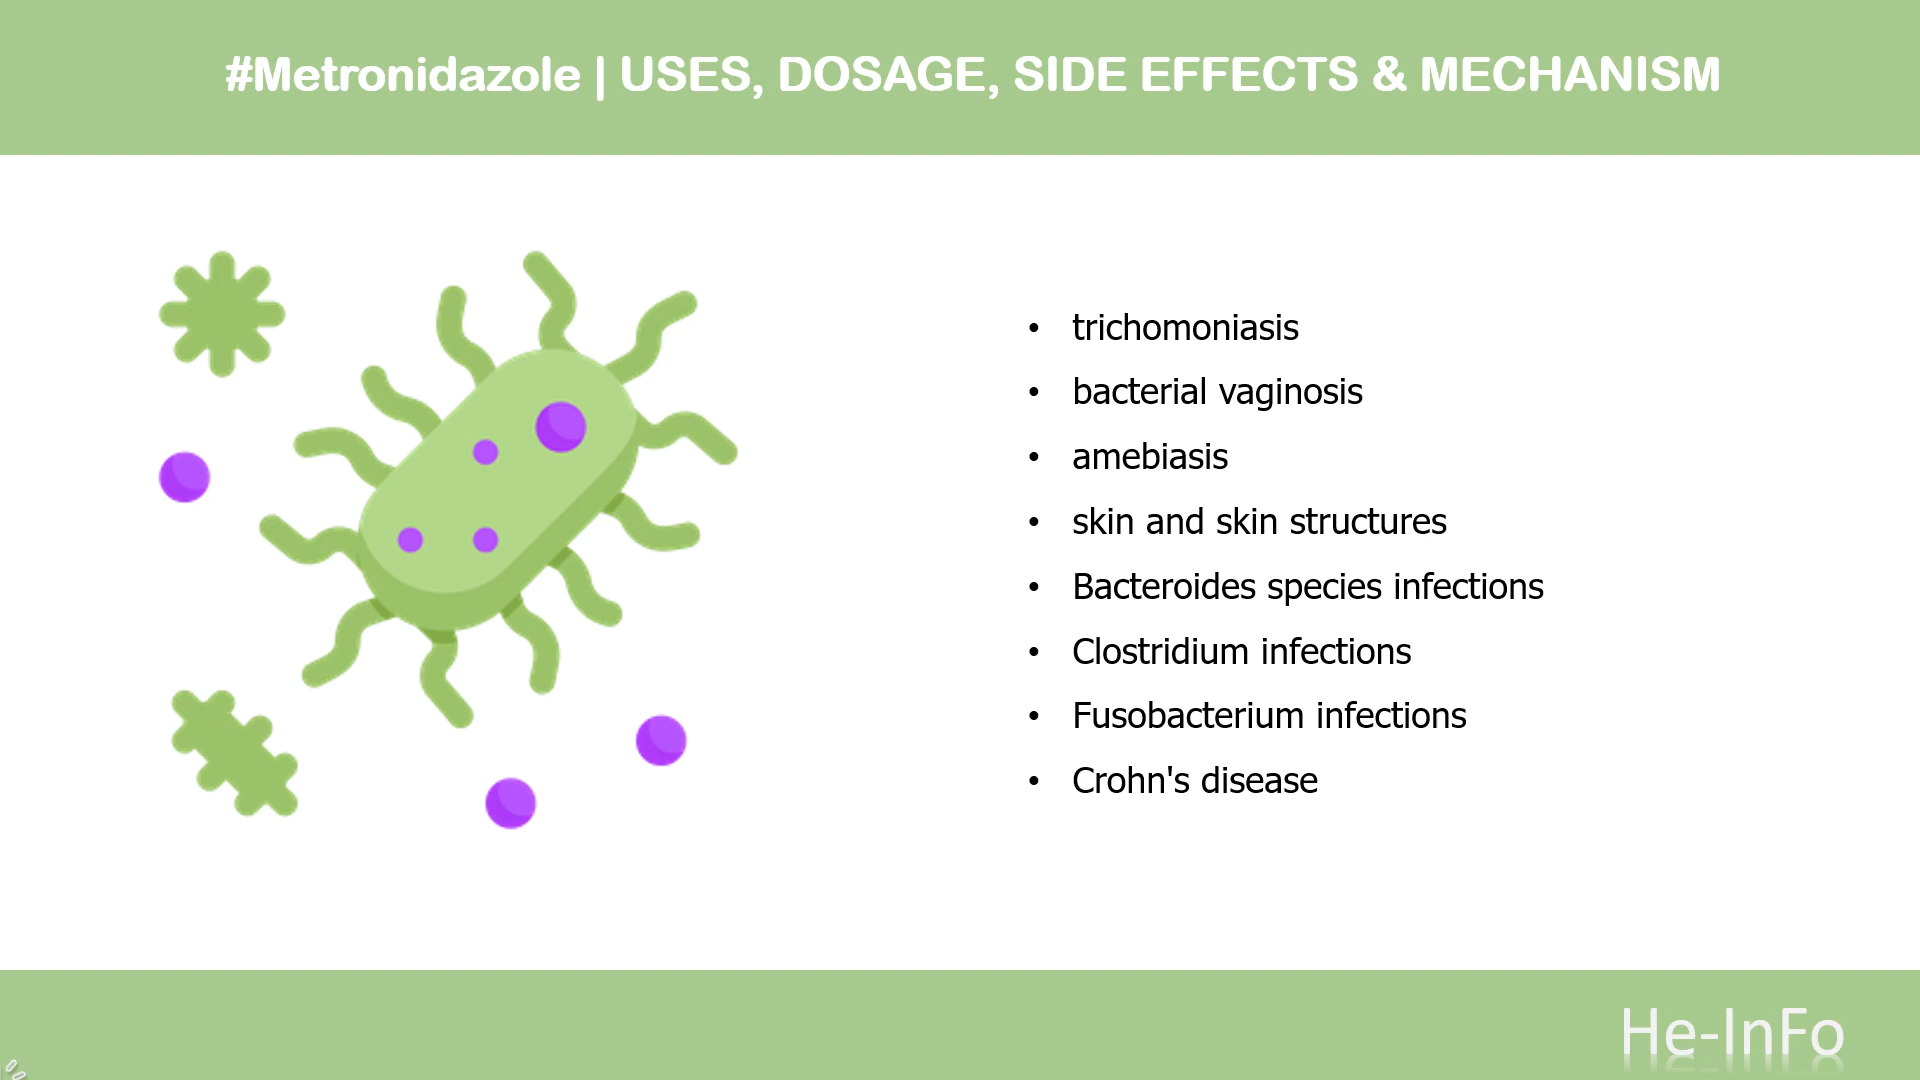 #Metronidazole | USES, DOSAGE, SIDE EFFECTS & MECHANISM
• trichomoniasis
• bacterial vaginosis
• amebiasis
• skin and skin structures
• Bacteroides species infections
• Clostridium infections
• Fusobacterium infections
• Crohn's disease
He-InFo